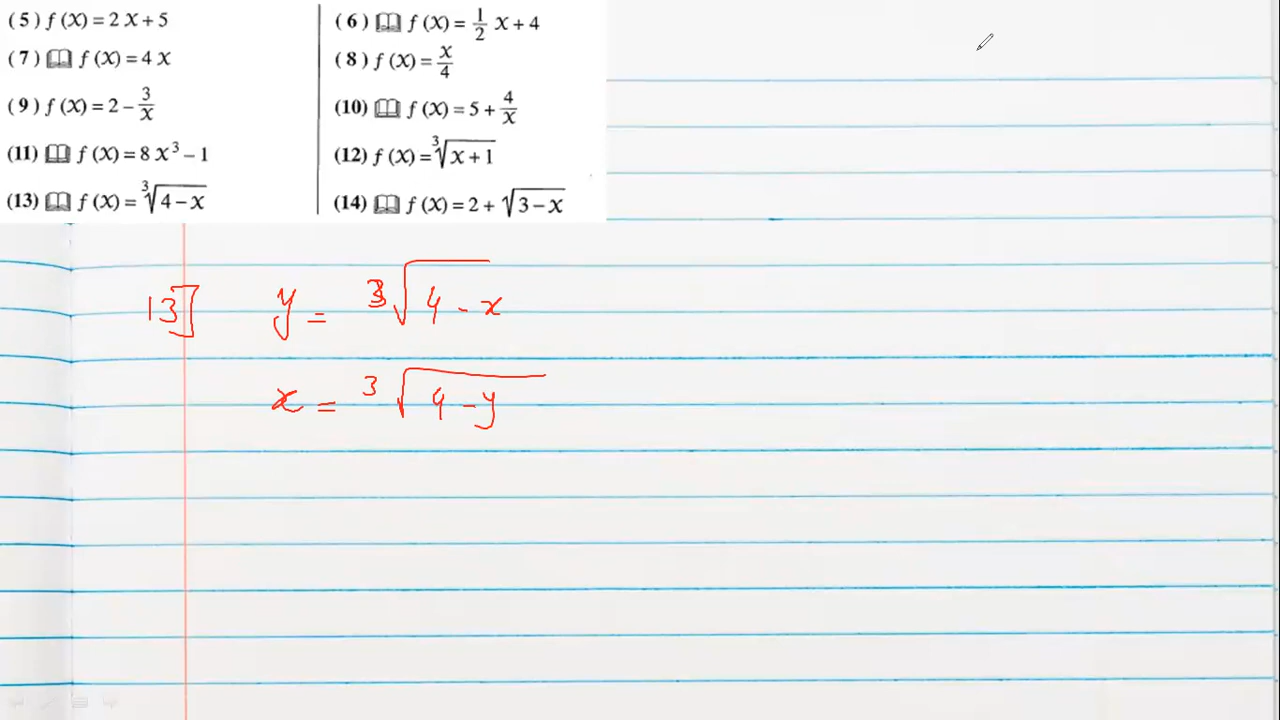 (5) f(x) = 2x + 5
(6) f(x) = 1/2 x + 4
(7) f(x) = 4x
(8) f(x) = x/4
(9) f(x) = 2 − 3/x
(10) f(x) = 5 + 4/x
(11) f(x) = 8x³ − 1
(12) f(x) = ∛(x + 1)
(13) f(x) = ∛(4 − x)
(14) f(x) = 2 + √(3 − x)
13] y = ∛(4 − x)
x = ∛(4 − y)